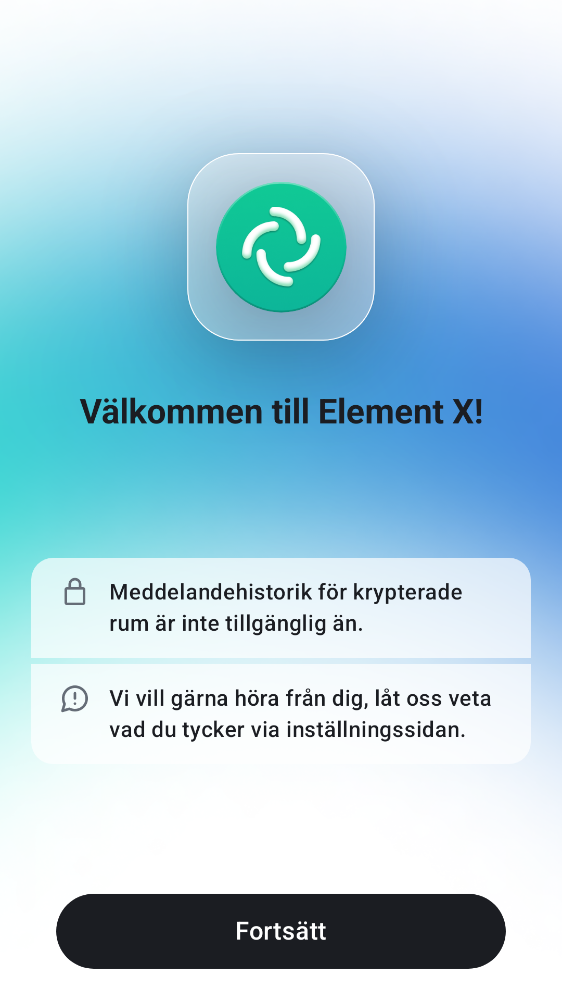 Välkommen till Element X!
Meddelandehistorik för krypterade
rum är inte tillgänglig än.
Vi vill gärna höra från dig, låt oss veta
vad du tycker via inställningssidan.
Fortsätt